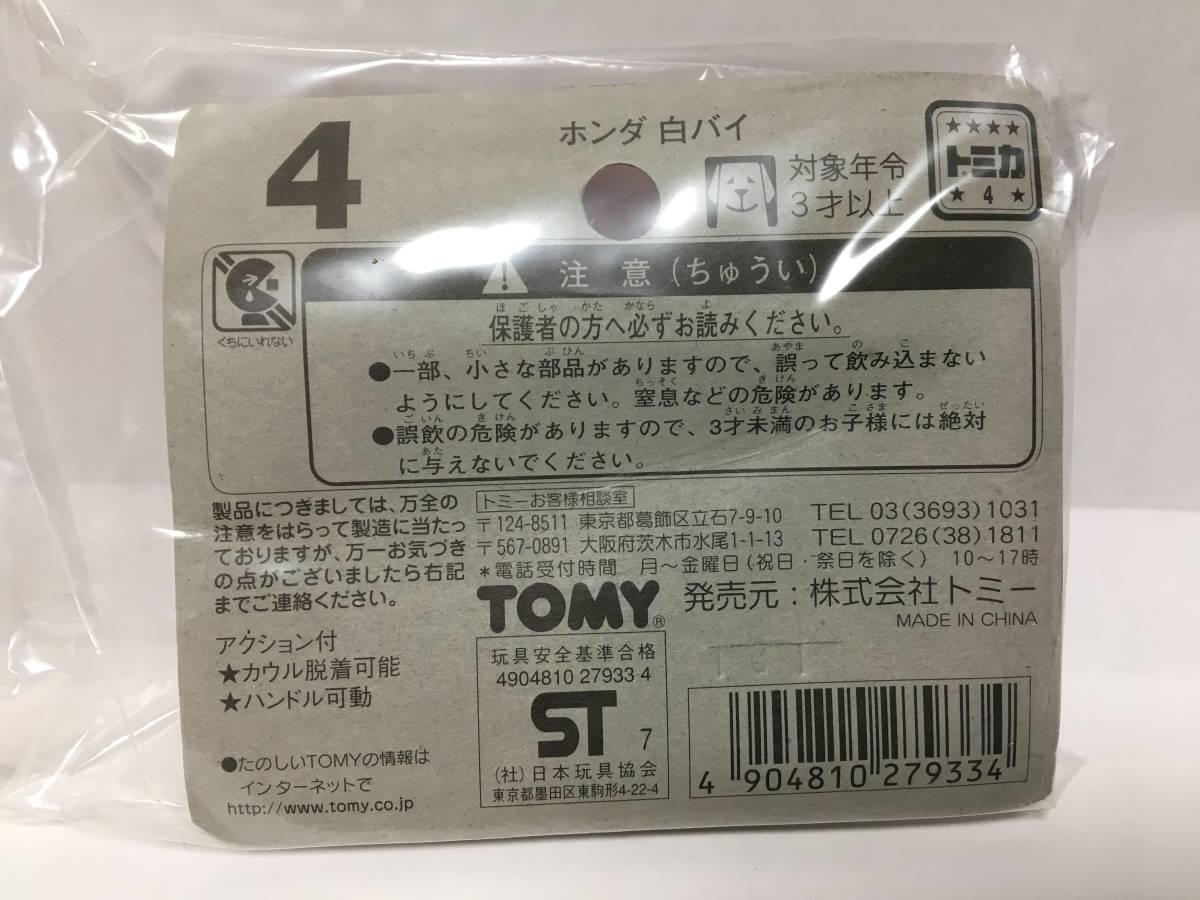 4
ホンダ 白バイ
対象年令
3才以上
★★★★
トミカ
★ 4 ★
くちにいれない
注 意 (ちゅうい)
保護者の方へ必ずお読みください。
●一部、小さな部品がありますので、誤って飲み込まない
ようにしてください。窒息などの危険があります。
●誤飲の危険がありますので、3才未満のお子様には絶対
に与えないでください。
製品につきましては、万全の
注意をはらって製造に当たっ
ておりますが、万一お気づき
の点がございましたら右記
までご連絡ください。
トミーお客様相談室
〒124-8511 東京都葛飾区立石7-9-10 TEL 03(3693)1031
〒567-0891 大阪府茨木市水尾1-1-13 TEL 0726(38)1811
*電話受付時間 月～金曜日(祝日・祭日を除く) 10～17時
TOMY® 発売元：株式会社トミー
MADE IN CHINA
アクション付
★カウル脱着可能
★ハンドル可動
●たのしいTOMYの情報は
インターネットで
http://www.tomy.co.jp
玩具安全基準合格
4904810 27933 4
ST 7
(社)日本玩具協会
東京都墨田区東駒形4-22-4
4 904810 279334